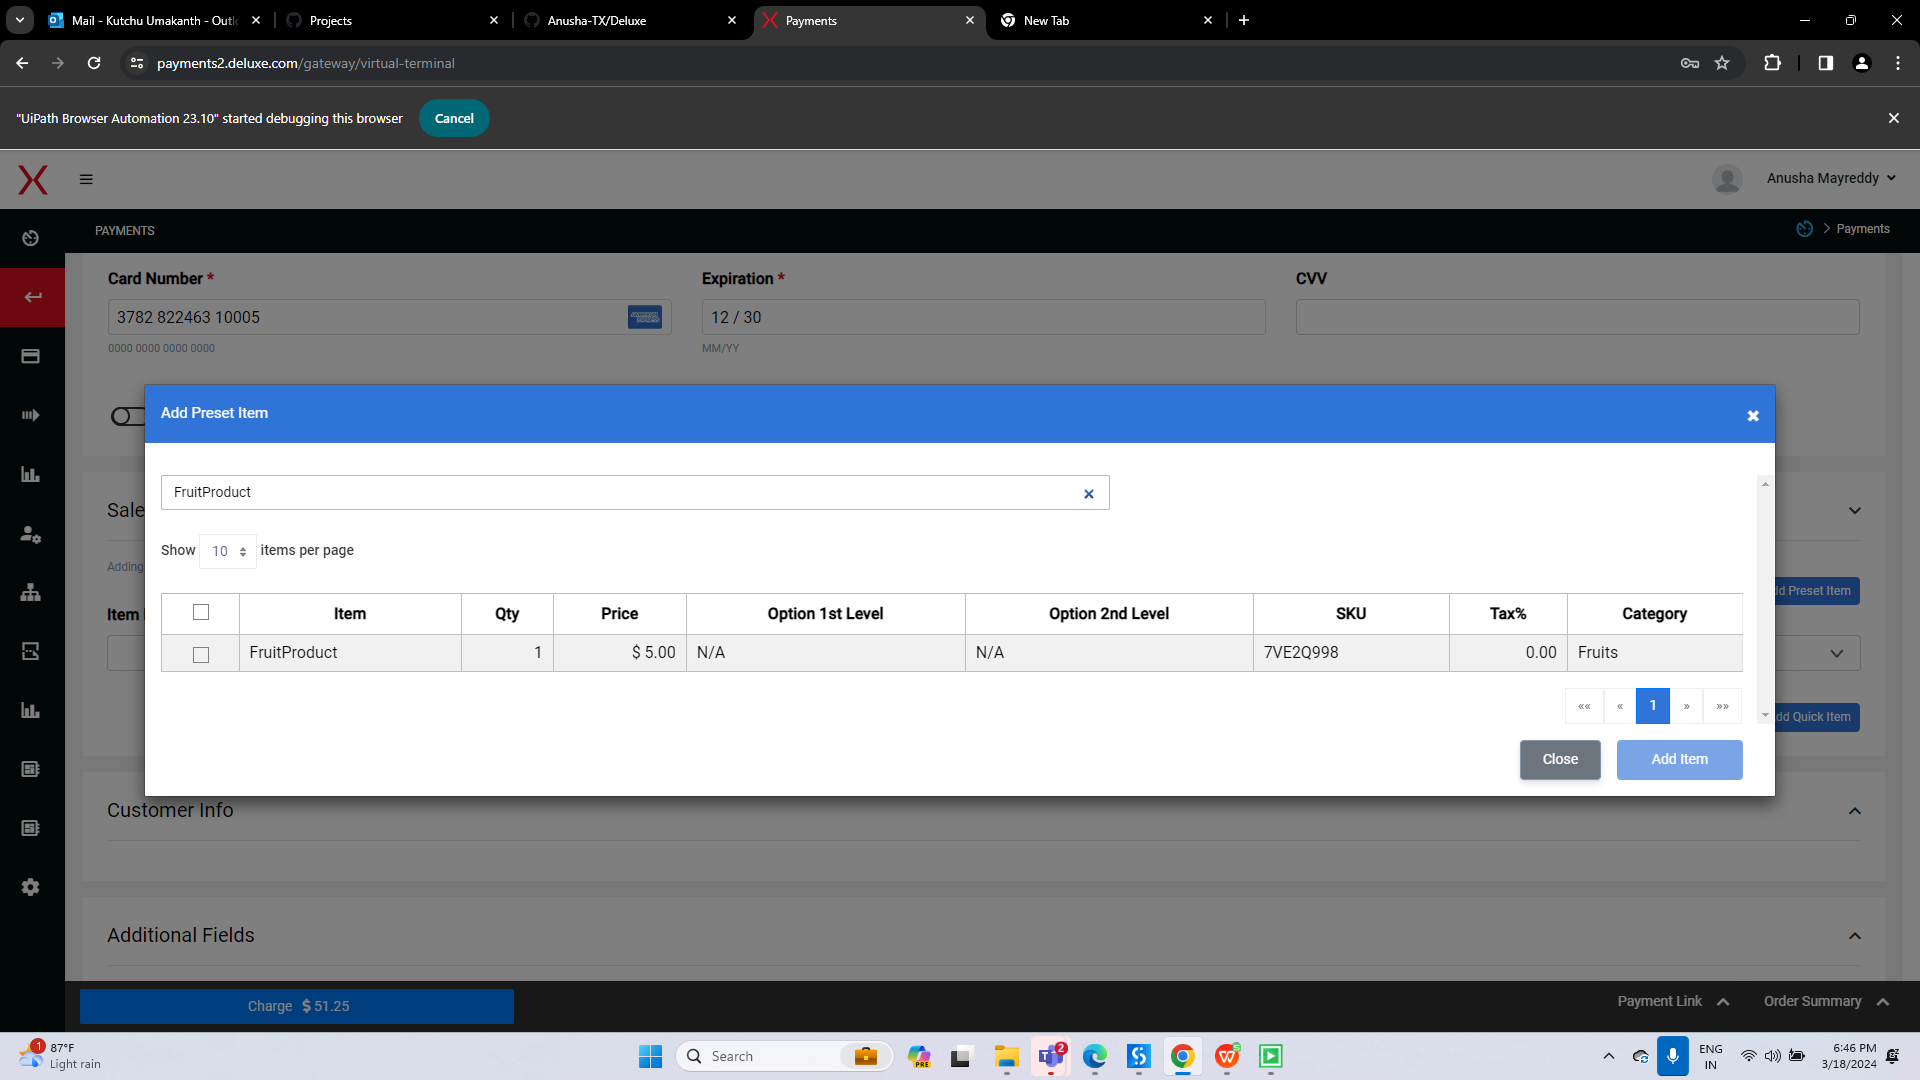 Mail - Kutchu Umakanth - Outlo
Projects
Anusha-TX/Deluxe
Payments
New Tab
payments2.deluxe.com/gateway/virtual-terminal
"UiPath Browser Automation 23.10" started debugging this browser
Cancel
Anusha Mayreddy
PAYMENTS
Payments
Card Number *
Expiration *
CVV
3782 822463 10005
12 / 30
0000 0000 0000 0000
MM/YY
Add Preset Item
Sale
FruitProduct
Show 10 items per page
Adding
dd Preset Item
Item
Item Qty Price Option 1st Level Option 2nd Level SKU Tax% Category
FruitProduct 1 $ 5.00 N/A N/A 7VE2Q998 0.00 Fruits
«« « 1 » »»
dd Quick Item
Close
Add Item
Customer Info
Additional Fields
Charge $ 51.25
Payment Link
Order Summary
1
87°F
Light rain
Search
PRE
2
ENG
IN
6:46 PM
3/18/2024